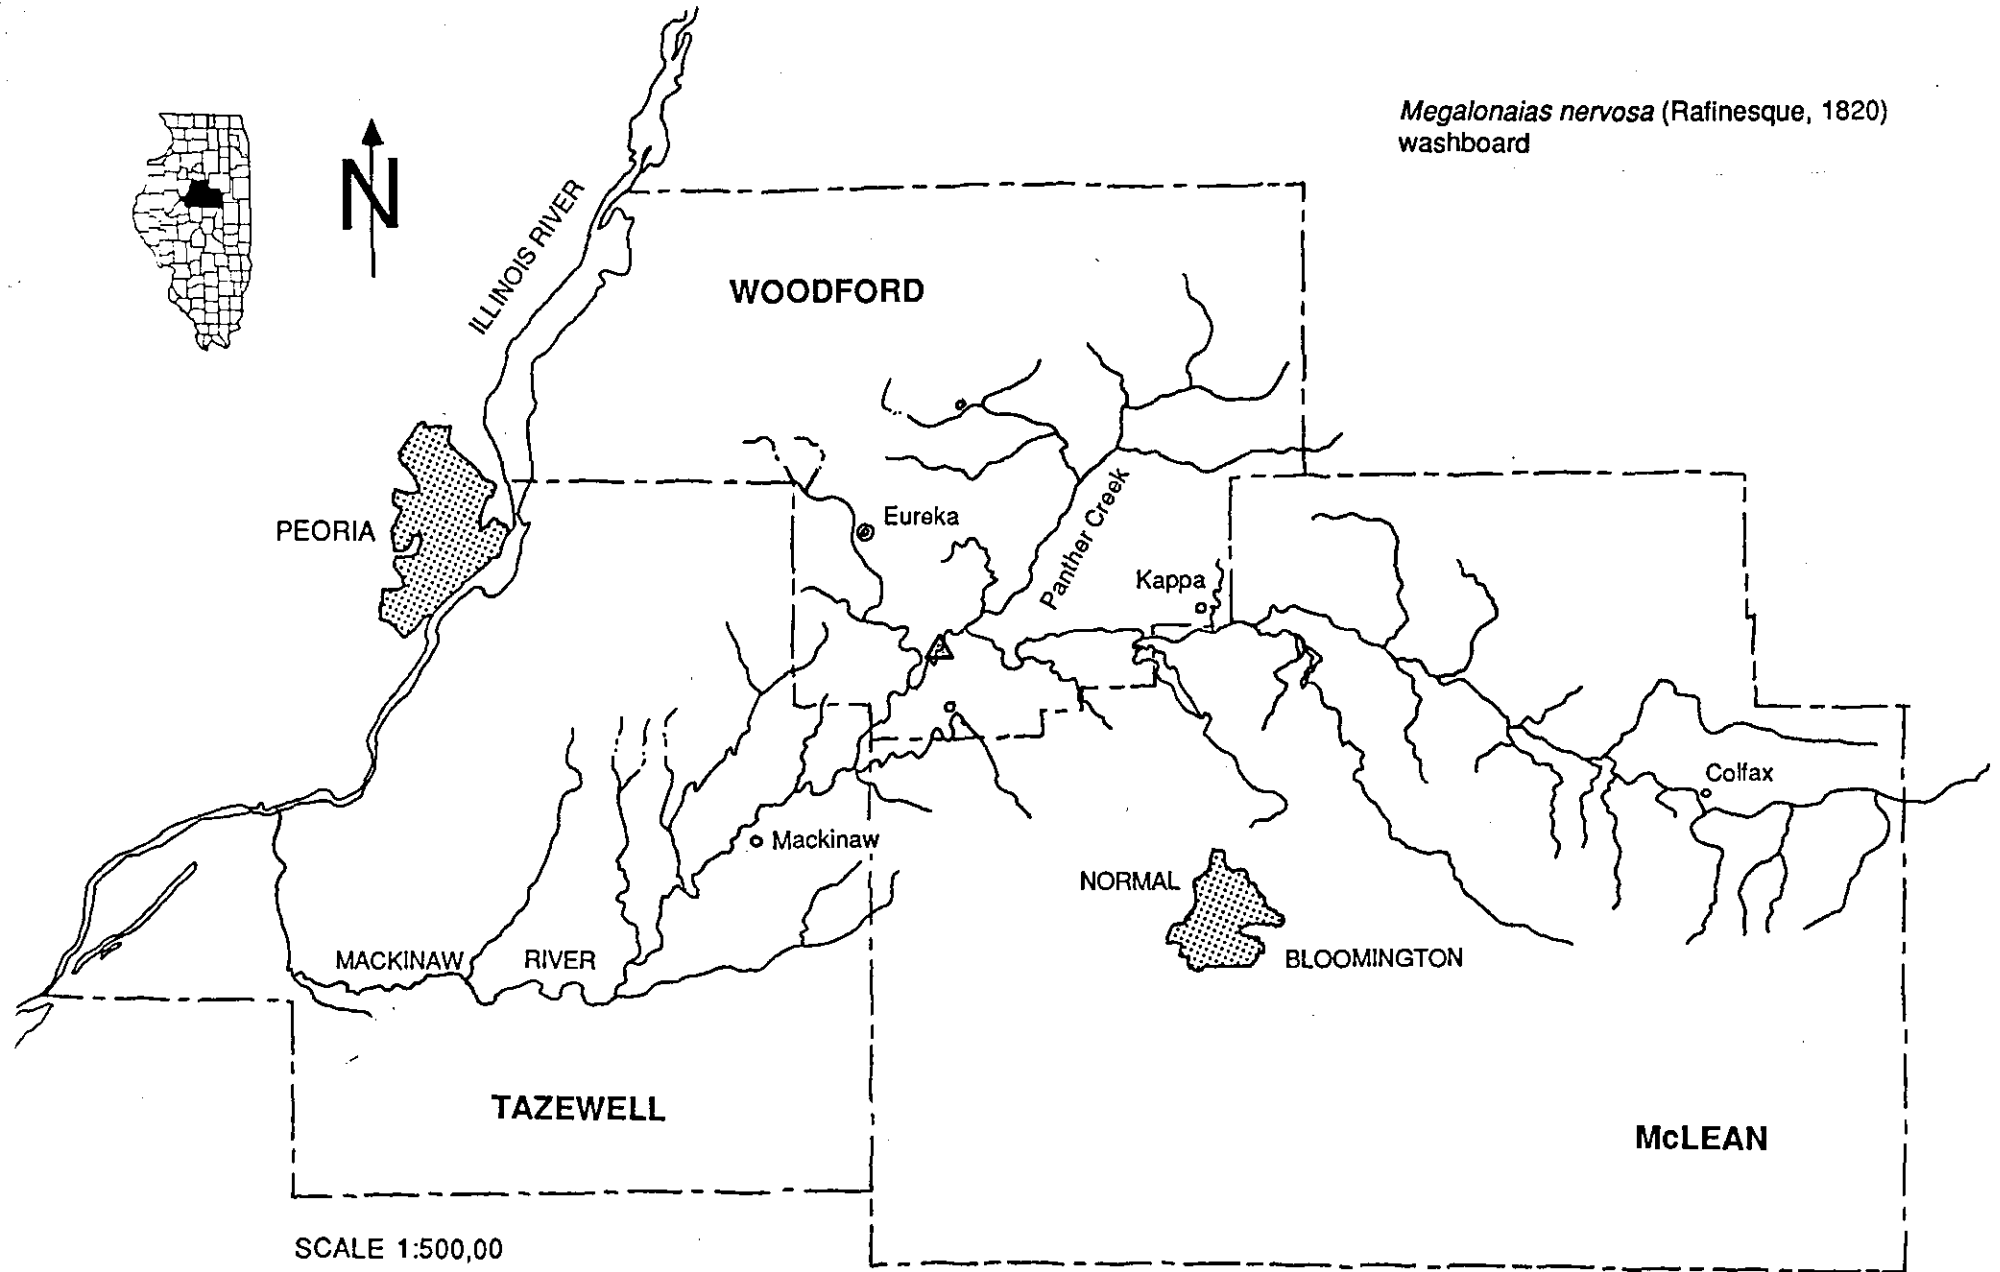 Megalonaias nervosa (Rafinesque, 1820)
washboard
N
ILLINOIS RIVER
WOODFORD
PEORIA
Eureka
Panther Creek
Kappa
Colfax
Mackinaw
NORMAL
BLOOMINGTON
MACKINAW RIVER
TAZEWELL
McLEAN
SCALE 1:500,00